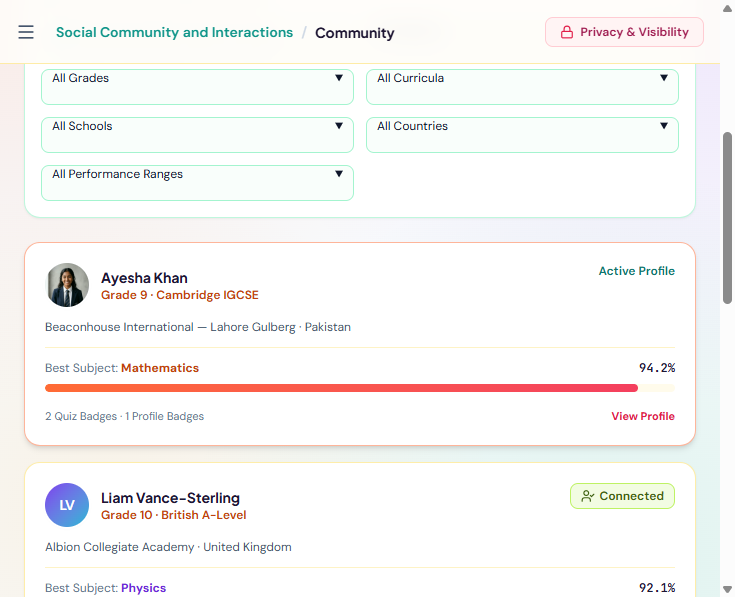 Social Community and Interactions / Community
Privacy & Visibility
All Grades
All Curricula
All Schools
All Countries
All Performance Ranges
Ayesha Khan
Active Profile
Grade 9 · Cambridge IGCSE
Beaconhouse International — Lahore Gulberg · Pakistan
Best Subject: Mathematics
94.2%
2 Quiz Badges · 1 Profile Badges
View Profile
LV
Liam Vance-Sterling
Connected
Grade 10 · British A-Level
Albion Collegiate Academy · United Kingdom
Best Subject: Physics
92.1%